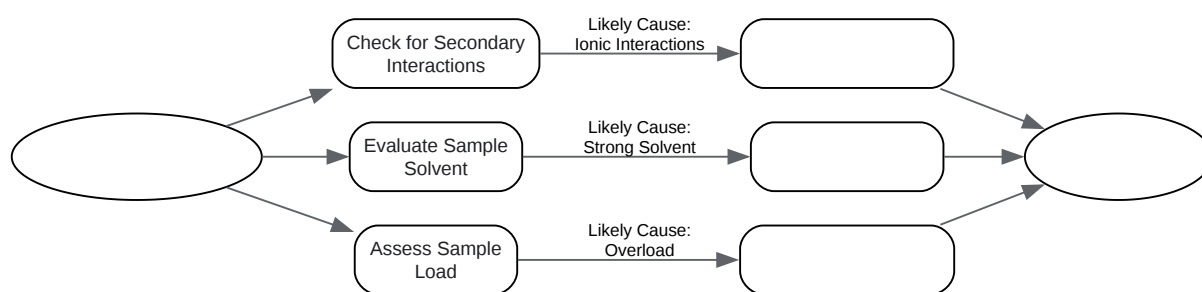 Check for Secondary
Interactions
Likely Cause:
Ionic Interactions
Evaluate Sample
Solvent
Likely Cause:
Strong Solvent
Assess Sample
Load
Likely Cause:
Overload